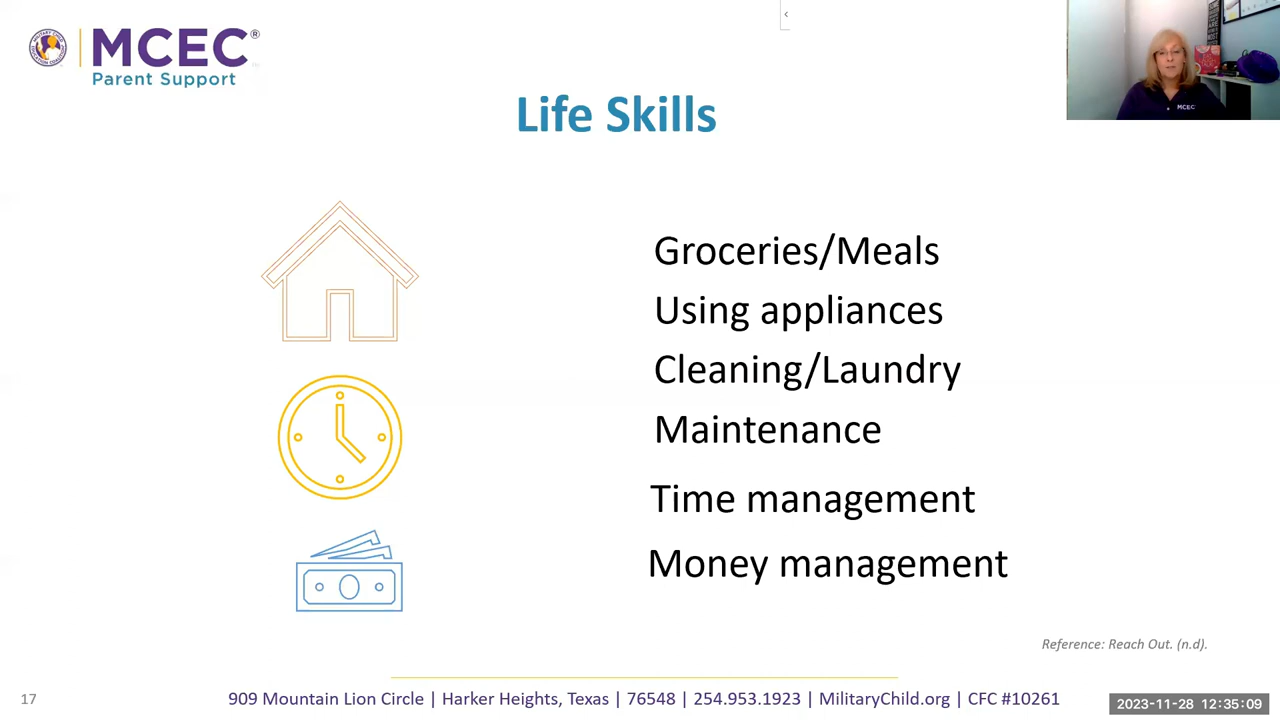 MCEC®
Parent Support
Life Skills
Groceries/Meals
Using appliances
Cleaning/Laundry
Maintenance
Time management
Money management
Reference: Reach Out. (n.d).
17
909 Mountain Lion Circle | Harker Heights, Texas | 76548 | 254.953.1923 | MilitaryChild.org | CFC #10261
2023-11-28 12:35:09
MCEC